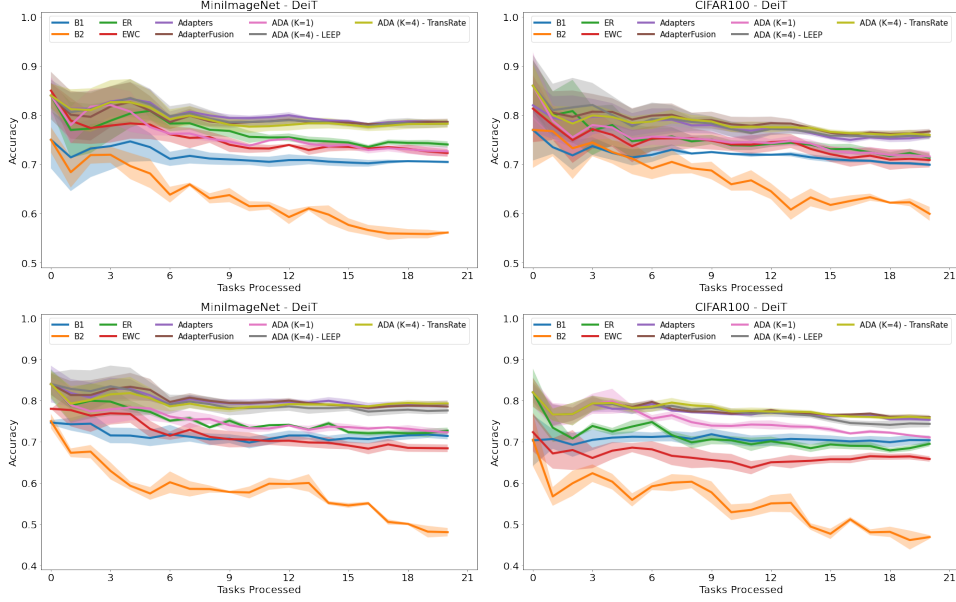 MiniImageNet - DeiT
B1 ER Adapters ADA (K=1) ADA (K=4) - TransRate
B2 EWC AdapterFusion ADA (K=4) - LEEP
Accuracy
1.0
0.9
0.8
0.7
0.6
0.5
0 3 6 9 12 15 18 21
Tasks Processed
CIFAR100 - DeiT
B1 ER Adapters ADA (K=1) ADA (K=4) - TransRate
B2 EWC AdapterFusion ADA (K=4) - LEEP
Accuracy
1.0
0.9
0.8
0.7
0.6
0.5
0 3 6 9 12 15 18 21
Tasks Processed
MiniImageNet - DeiT
B1 ER Adapters ADA (K=1) ADA (K=4) - TransRate
B2 EWC AdapterFusion ADA (K=4) - LEEP
Accuracy
1.0
0.9
0.8
0.7
0.6
0.5
0.4
0 3 6 9 12 15 18 21
Tasks Processed
CIFAR100 - DeiT
B1 ER Adapters ADA (K=1) ADA (K=4) - TransRate
B2 EWC AdapterFusion ADA (K=4) - LEEP
Accuracy
1.0
0.9
0.8
0.7
0.6
0.5
0.4
0 3 6 9 12 15 18 21
Tasks Processed